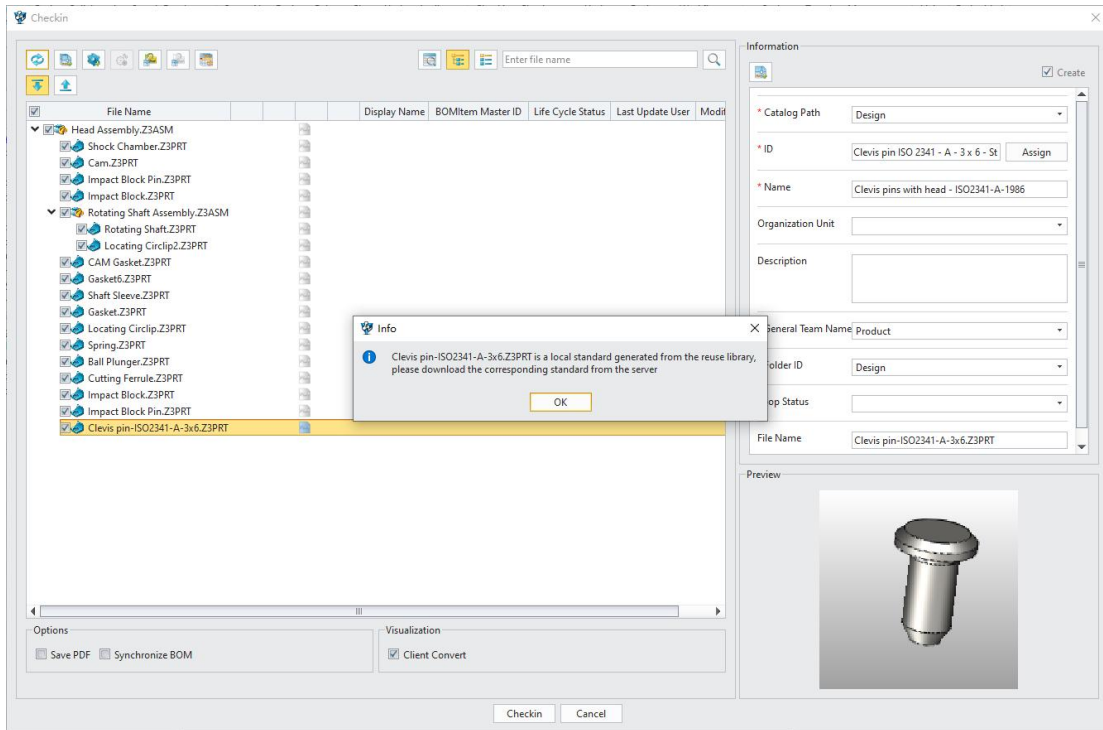 Checkin
Enter file name
File Name Display Name BOMItem Master ID Life Cycle Status Last Update User Modif
Head Assembly.Z3ASM
Shock Chamber.Z3PRT
Cam.Z3PRT
Impact Block Pin.Z3PRT
Impact Block.Z3PRT
Rotating Shaft Assembly.Z3ASM
Rotating Shaft.Z3PRT
Locating Circlip2.Z3PRT
CAM Gasket.Z3PRT
Gasket6.Z3PRT
Shaft Sleeve.Z3PRT
Gasket.Z3PRT
Locating Circlip.Z3PRT
Spring.Z3PRT
Ball Plunger.Z3PRT
Cutting Ferrule.Z3PRT
Impact Block.Z3PRT
Impact Block Pin.Z3PRT
Clevis pin-ISO2341-A-3x6.Z3PRT
Info
Clevis pin-ISO2341-A-3x6.Z3PRT is a local standard generated from the reuse library,
please download the corresponding standard from the server
OK
Options
Save PDF Synchronize BOM
Visualization
Client Convert
Checkin Cancel
Information
Create
* Catalog Path Design
* ID Clevis pin ISO 2341 - A - 3 x 6 - St Assign
* Name Clevis pins with head - ISO2341-A-1986
Organization Unit
Description
General Team Name Product
older ID Design
op Status
File Name Clevis pin-ISO2341-A-3x6.Z3PRT
Preview